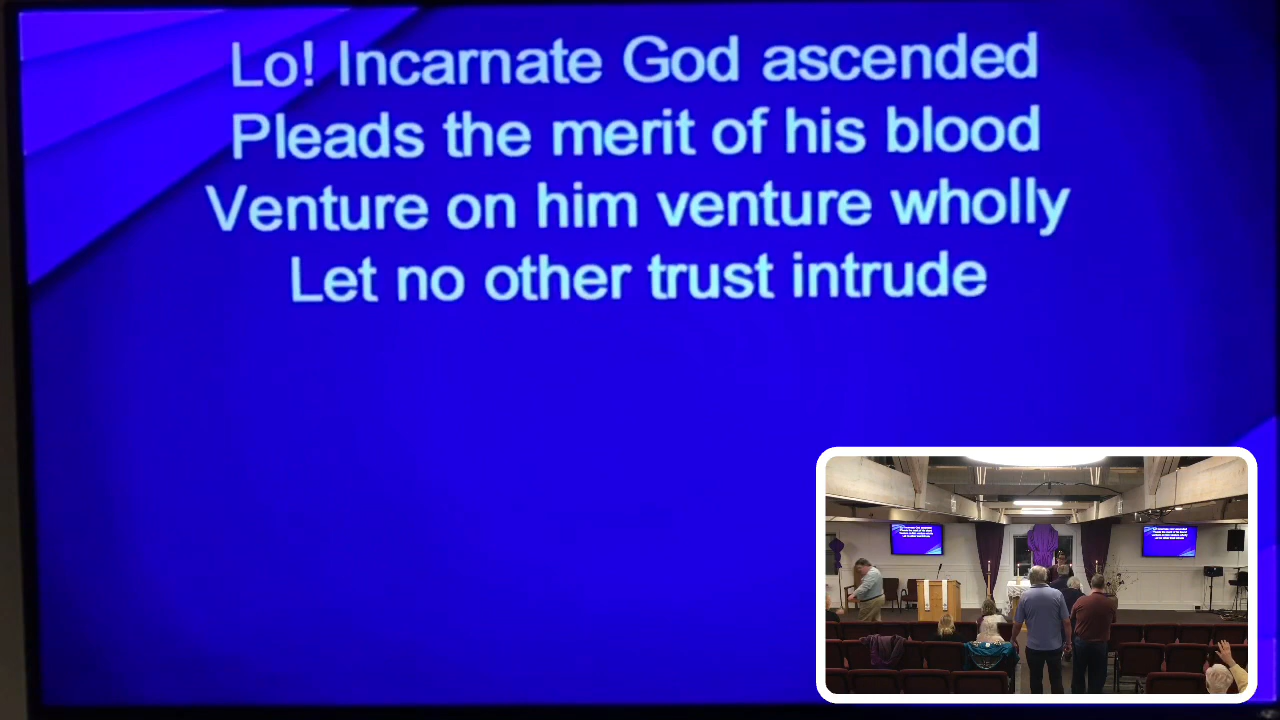 Lo! Incarnate God ascended
Pleads the merit of his blood
Venture on him venture wholly
Let no other trust intrude